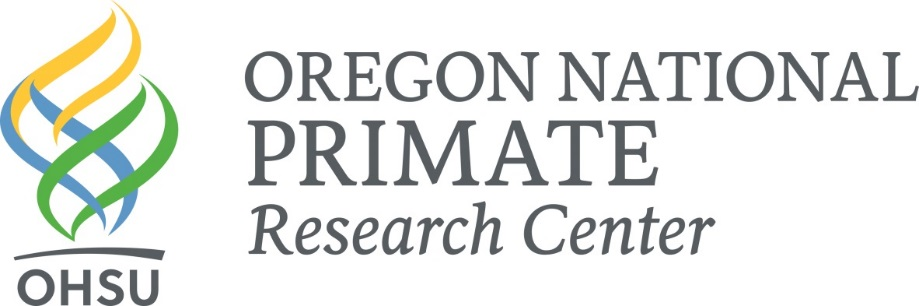 OREGON NATIONAL
PRIMATE
Research Center
OHSU